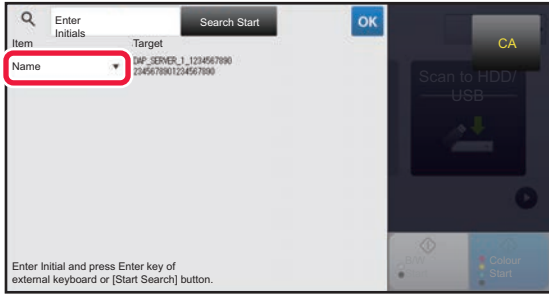 Enter
Initials
Search Start
OK
CA
Item
Target
Name
DAP_SERVER_1_1234567890
2345678901234567890
Scan to HDD/
USB
B/W
Start
Colour
Start
Enter Initial and press Enter key of
external keyboard or [Start Search] button.